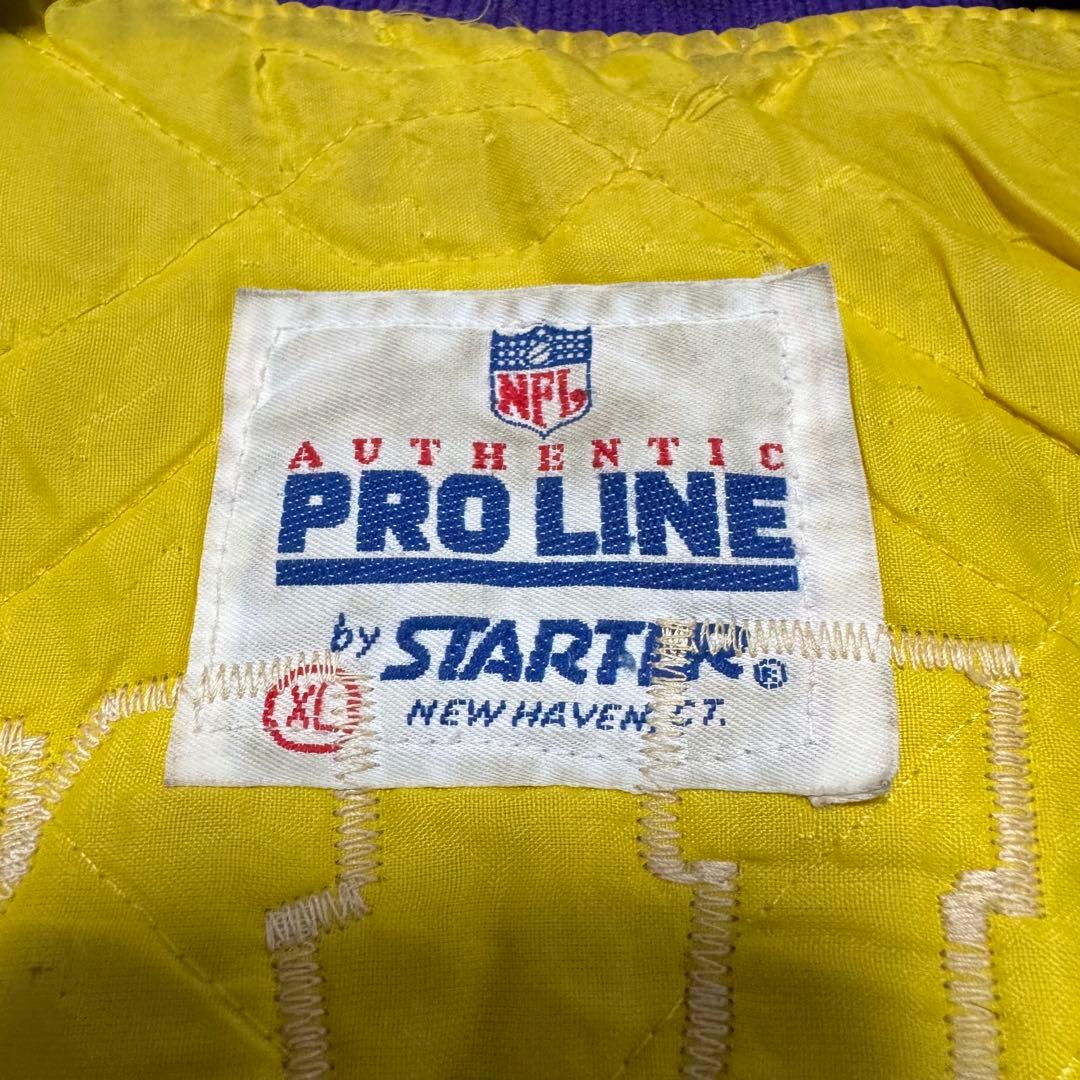 NFL
AUTHENTIC
PRO LINE
by STARTER®
XL
NEW HAVEN, CT.